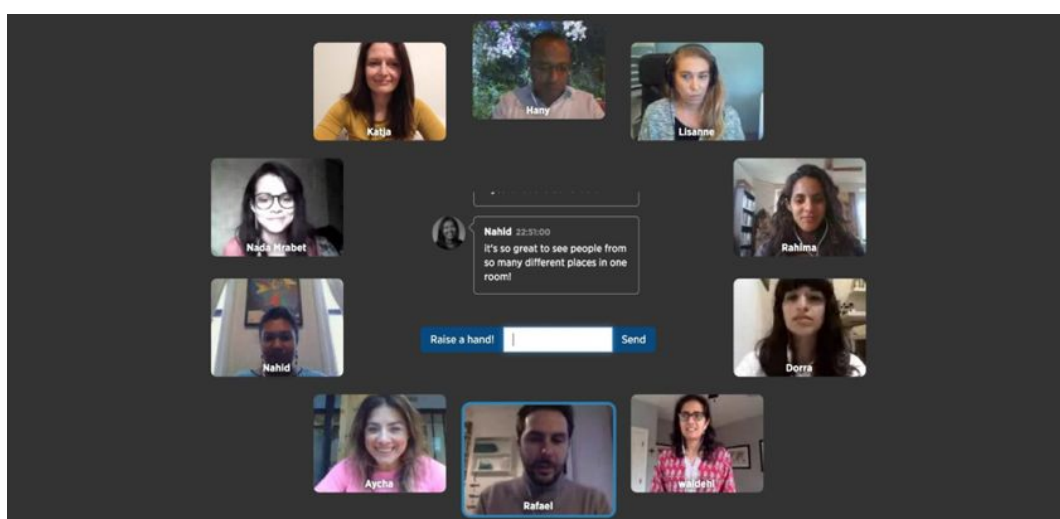 Katja
Hany
Lisanne
Nada Mrabet
Rahima
Nahid 22:51:00
it's so great to see people from
so many different places in one
room!
Nahid
Raise a hand! Send
Dorra
Aycha
Rafael
waidehi